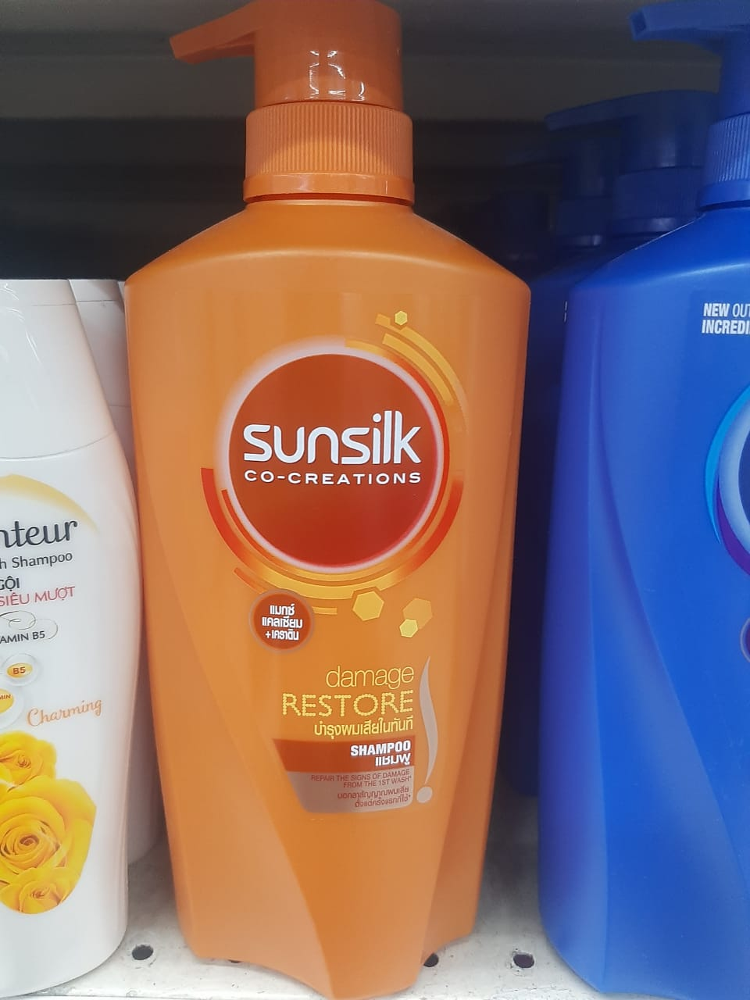 sunsilk
CO-CREATIONS
แมกซ์
แคลเซียม
+เคราติน
damage
RESTORE
บำรุงผมเสียในทันที
SHAMPOO
แชมพู
REPAIR THE SIGNS OF DAMAGE
FROM THE 1ST WASH*
บอกลาสัญญาณผมเสีย
ตั้งแต่ครั้งแรกที่ใช้*
nteur
h Shampoo
GỘI
SIÊU MƯỢT
AMIN B5
B5
MIN
Charming
NEW OUT
INCREDI